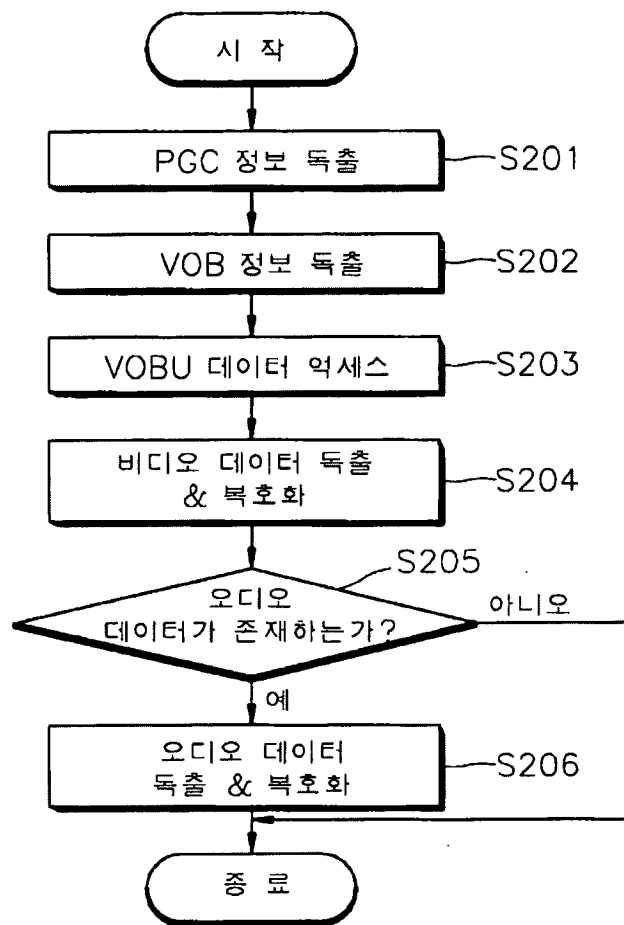 시 작
PGC 정보 독출
S201
VOB 정보 독출
S202
VOBU 데이터 억세스
S203
비디오 데이터 독출
& 복호화
S204
S205
오디오
데이터가 존재하는가?
아니오
예
오디오 데이터
독출 & 복호화
S206
종 료